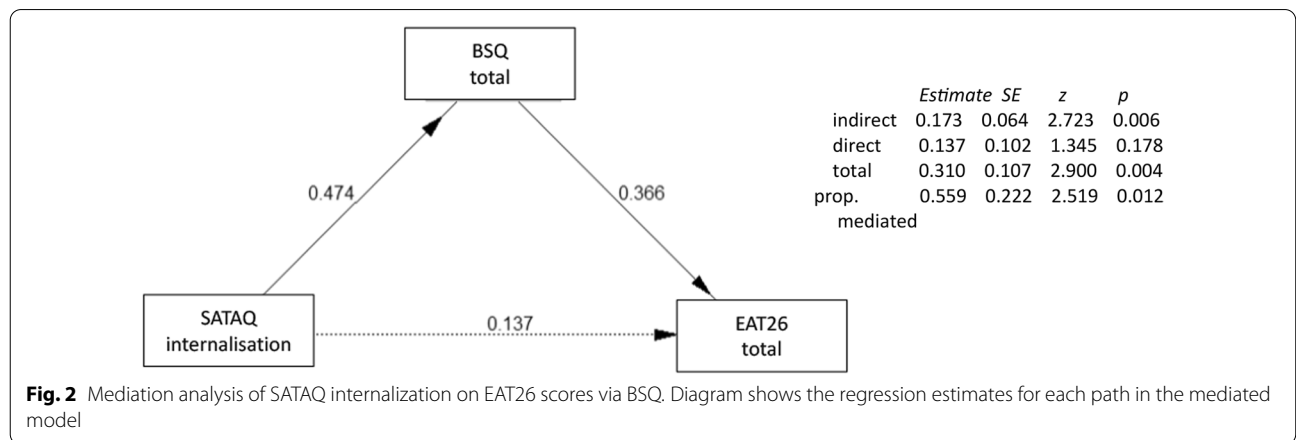 BSQ
total
Estimate SE z p
indirect 0.173 0.064 2.723 0.006
direct 0.137 0.102 1.345 0.178
total 0.310 0.107 2.900 0.004
prop. 0.559 0.222 2.519 0.012
mediated
0.474
0.366
SATAQ
internalisation
0.137
EAT26
total
Fig. 2 Mediation analysis of SATAQ internalization on EAT26 scores via BSQ. Diagram shows the regression estimates for each path in the mediated
model